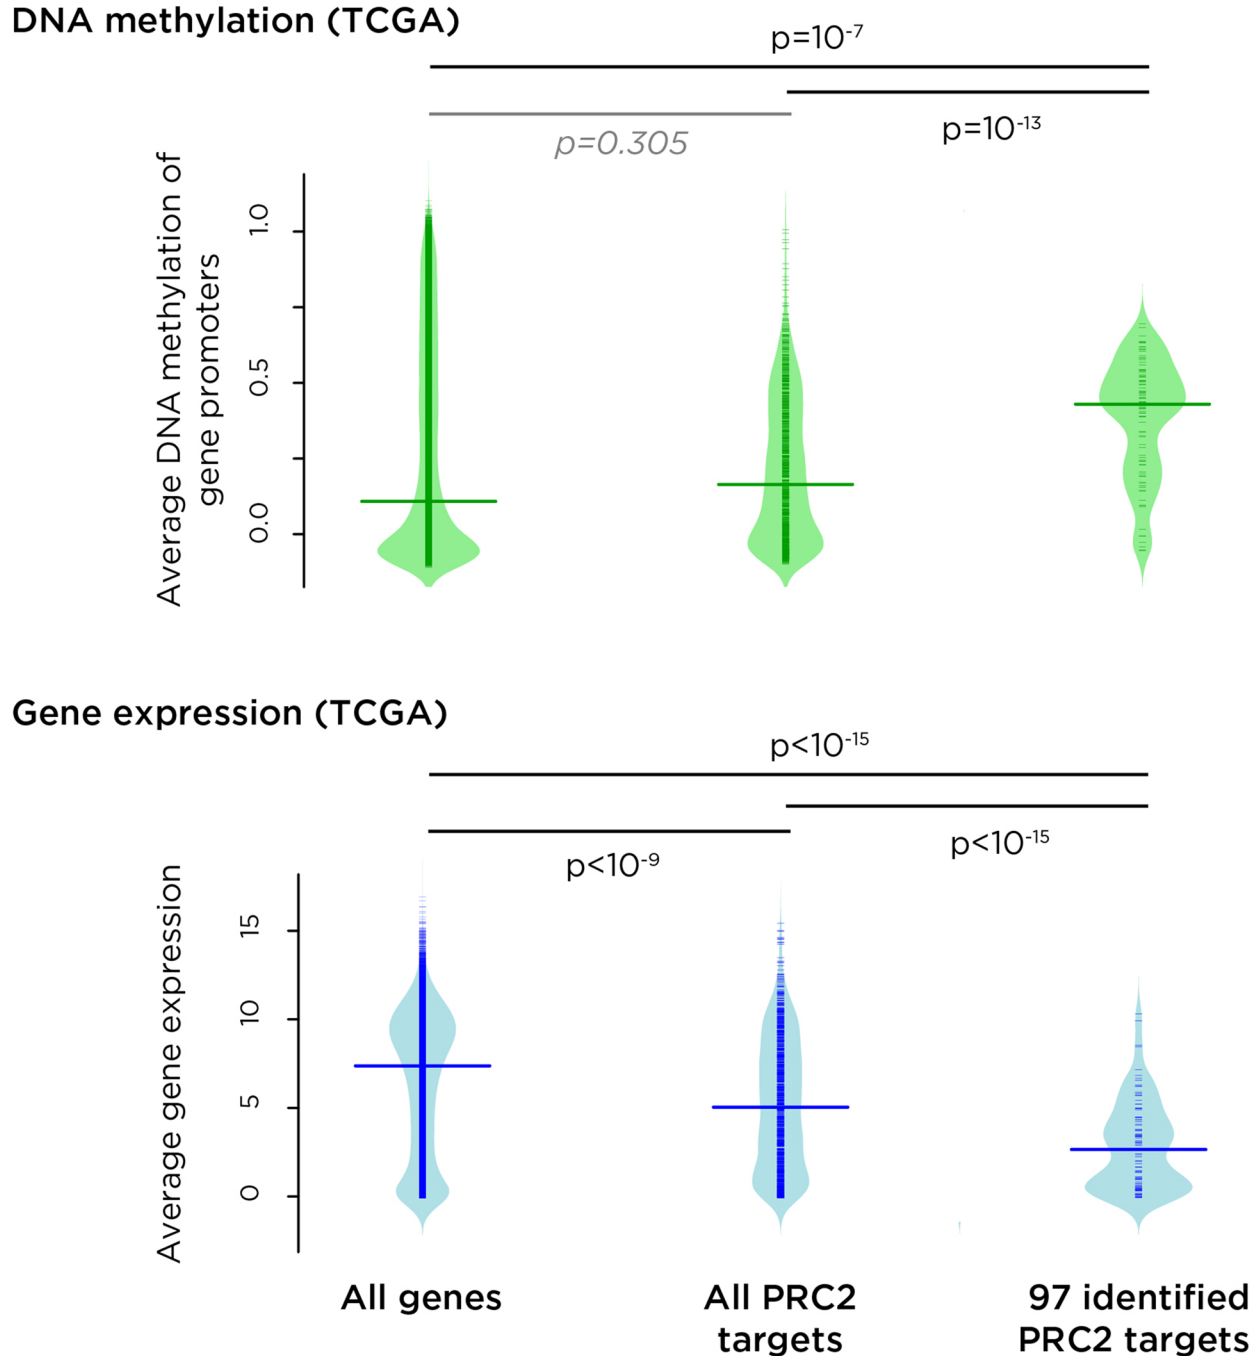 DNA methylation (TCGA)
p=10⁻⁷
p=10⁻¹³
p=0.305
Average DNA methylation of
gene promoters
1.0
0.5
0.0
Gene expression (TCGA)
p<10⁻¹⁵
p<10⁻¹⁵
p<10⁻⁹
Average gene expression
15
10
5
0
All genes
All PRC2
targets
97 identified
PRC2 targets